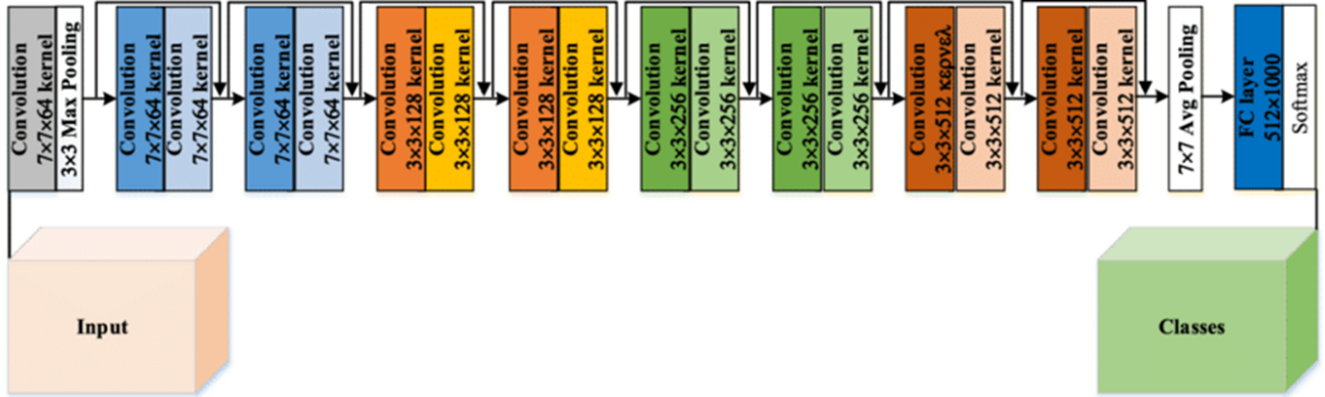 Convolution
7×7×64 kernel
3×3 Max Pooling
Convolution
7×7×64 kernel
Convolution
7×7×64 kernel
Convolution
7×7×64 kernel
Convolution
7×7×64 kernel
Convolution
3×3×128 kernel
Convolution
3×3×128 kernel
Convolution
3×3×128 kernel
Convolution
3×3×128 kernel
Convolution
3×3×256 kernel
Convolution
3×3×256 kernel
Convolution
3×3×256 kernel
Convolution
3×3×256 kernel
Convolution
3×3×512 κερνελ
Convolution
3×3×512 kernel
Convolution
3×3×512 kernel
Convolution
3×3×512 kernel
7×7 Avg Pooling
FC layer
512×1000
Softmax
Input
Classes